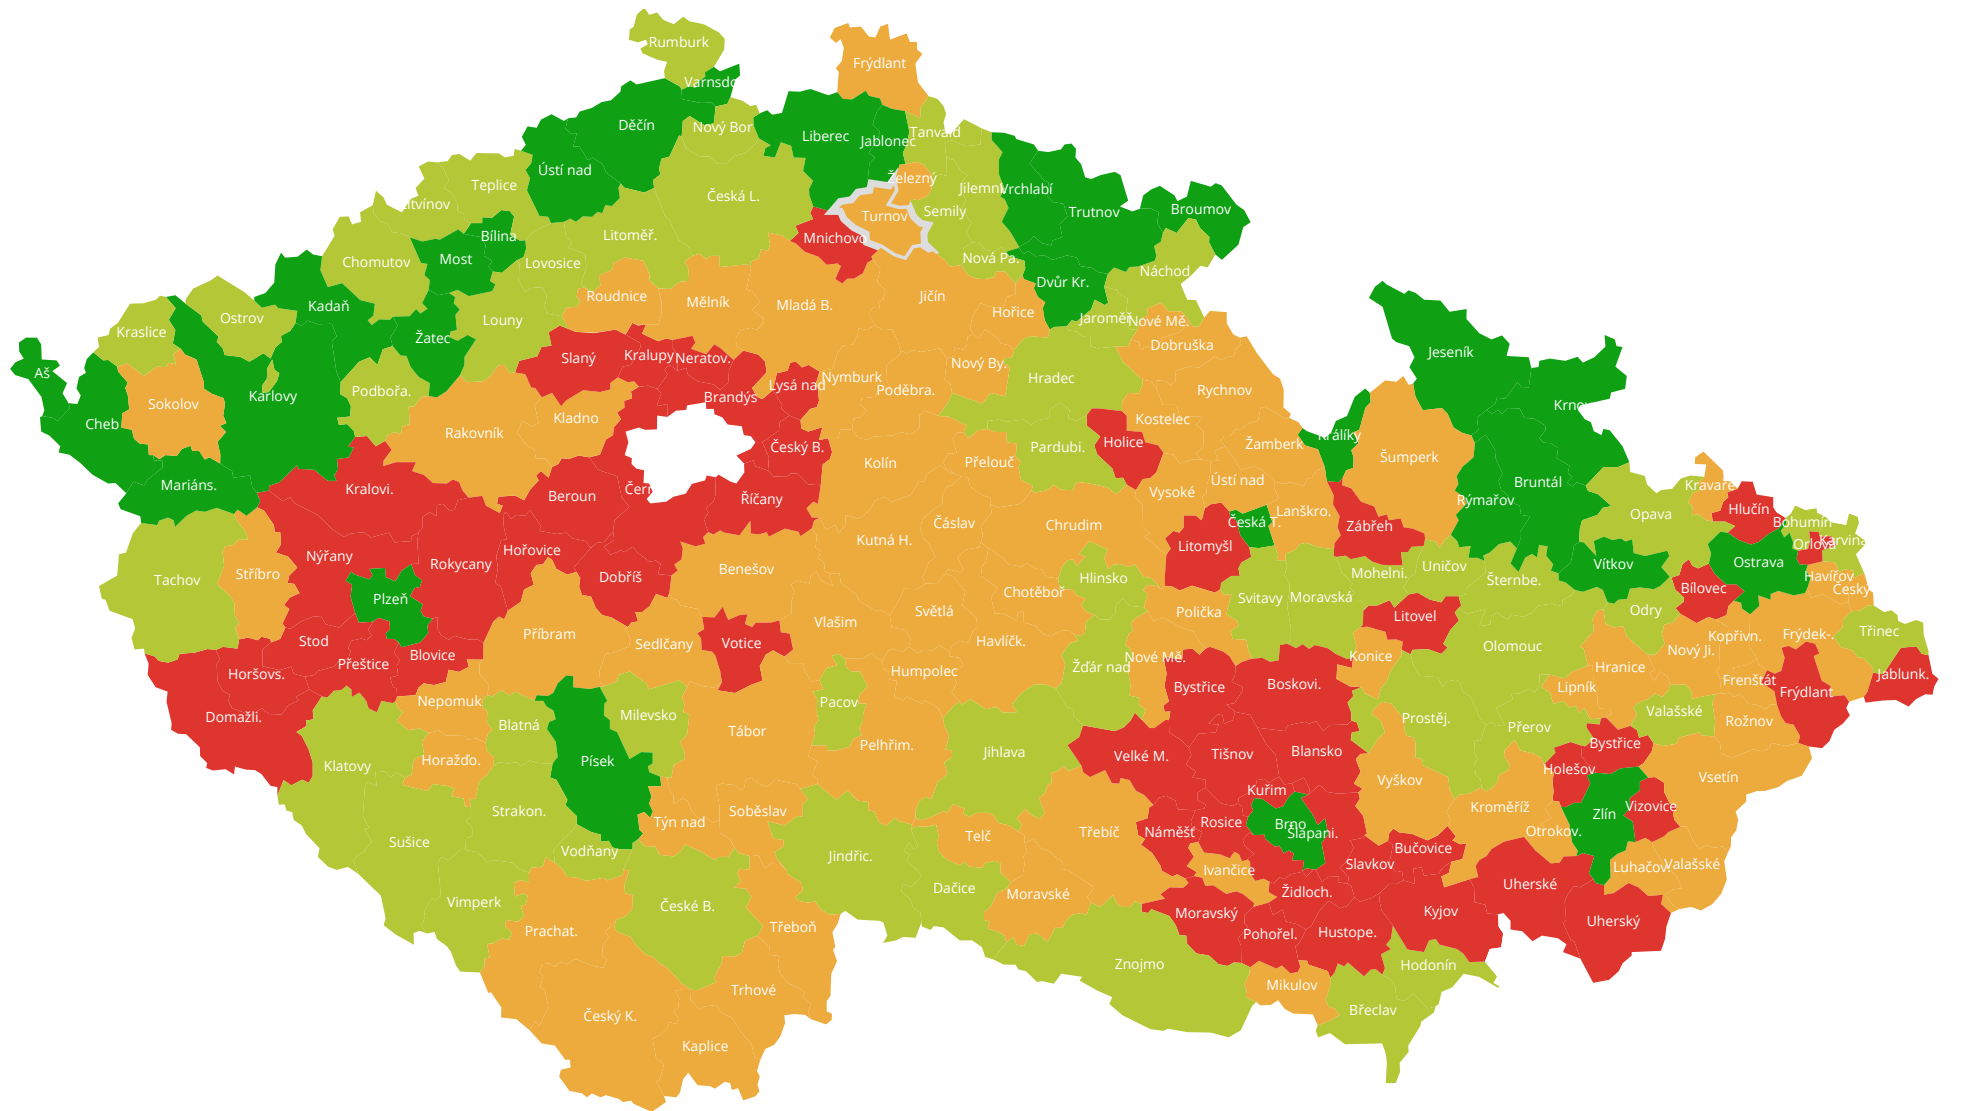 Rumburk
Frýdlant
Varnsdo
Děčín
Nový Bor
Liberec
Jablonec
Tanvald
Ústí nad
Teplice
Železný
Česká L.
Jilemni
Vrchlabí
Litvínov
Semily
Turnov
Trutnov
Broumov
Bílina
Litoměř.
Mnichovo
Most
Chomutov
Lovosice
Nová Pa.
Náchod
Dvůr Kr.
Roudnice
Mělník
Mladá B.
Jičín
Kadaň
Hořice
Ostrov
Louny
Jaroměř
Nové Mě.
Kraslice
Žatec
Dobruška
Jeseník
Slaný
Kralupy
Neratov.
Nový By.
Aš
Nymburk
Hradec
Lysá nad
Poděbra.
Podbořa.
Rychnov
Karlovy
Brandýs
Sokolov
Krnov
Kladno
Kostelec
Cheb
Rakovník
Králíky
Holice
Žamberk
Český B.
Pardubi.
Šumperk
Kolín
Přelouč
Ústí nad
Bruntál
Mariáns.
Kralovi.
Čern
Kravaře
Vysoké
Beroun
Říčany
Rýmařov
Hlučín
Lanškro.
Opava
Česká T.
Čáslav
Chrudim
Zábřeh
Bohumín
Kutná H.
Karviná
Orlová
Litomyšl
Hořovice
Nýřany
Rokycany
Ostrava
Vítkov
Uničov
Benešov
Mohelni.
Stříbro
Dobříš
Havířov
Tachov
Hlinsko
Šternbe.
Bílovec
Český
Chotěboř
Plzeň
Svitavy
Moravská
Světlá
Polička
Odry
Litovel
Vlašim
Třinec
Příbram
Frýdek-.
Kopřivn.
Stod
Havlíčk.
Sedlčany
Votice
Olomouc
Nový Ji.
Blovice
Konice
Nové Mě.
Přeštice
Žďár nad
Hranice
Humpolec
Horšovs.
Jablunk.
Frenštát
Boskovi.
Bystřice
Lipník
Frýdlant
Nepomuk
Pacov
Valašské
Milevsko
Domažli.
Prostěj.
Rožnov
Blatná
Přerov
Tábor
Pelhřim.
Bystřice
Jihlava
Blansko
Tišnov
Velké M.
Horažďo.
Písek
Klatovy
Holešov
Vsetín
Vyškov
Kuřim
Vizovice
Kroměříž
Soběslav
Strakon.
Zlín
Týn nad
Rosice
Brno
Náměšť
Třebíč
Šlapani.
Otrokov.
Telč
Sušice
Bučovice
Vodňany
Jindřic.
Slavkov
Valašské
Luhačov.
Ivančice
Uherské
Dačice
Židloch.
Moravské
Vimperk
České B.
Kyjov
Moravský
Uherský
Třeboň
Prachat.
Hustope.
Pohořel.
Znojmo
Hodonín
Mikulov
Trhové
Břeclav
Český K.
Kaplice